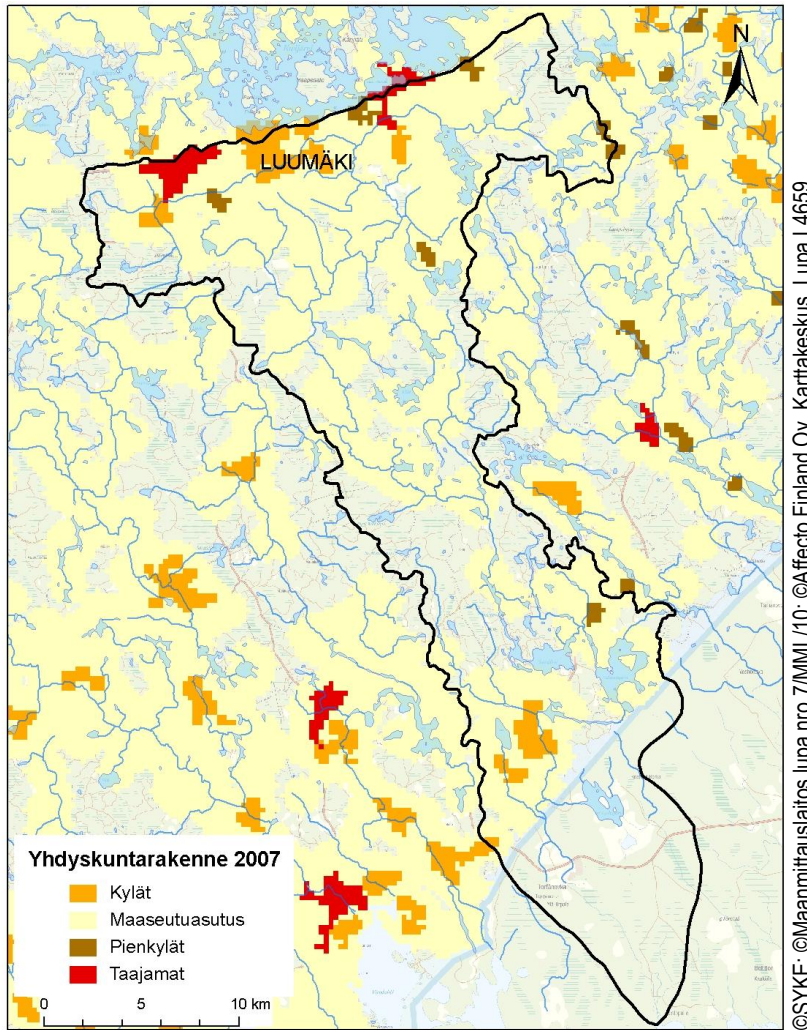 N
LUUMÄKI
Yhdyskuntarakenne 2007
Kylät
Maaseutuasutus
Pienkylät
Taajamat
0 5 10 km
©SYKE; ©Maanmittauslaitos lupa nro 7/MML/10; ©Affecto Finland Oy, Karttakeskus, Lupa L4659